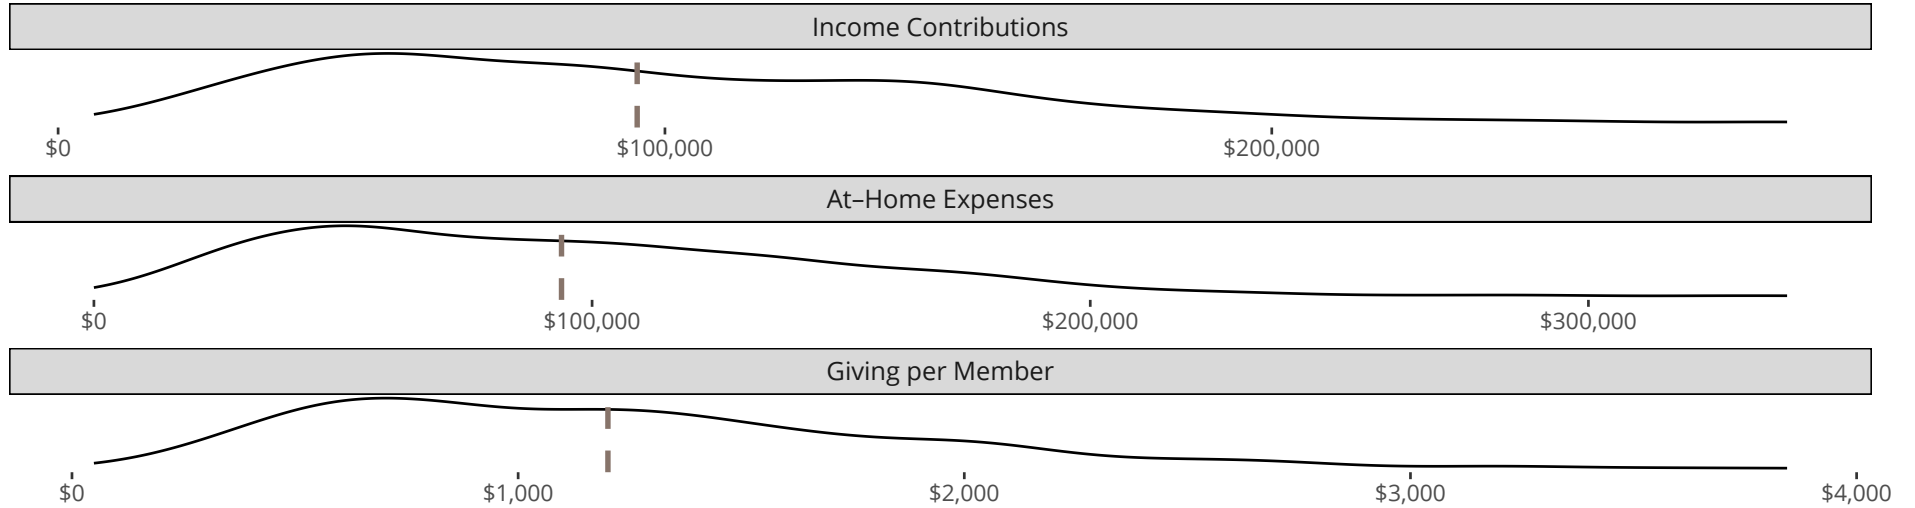 Income Contributions
$0 $100,000 $200,000
At–Home Expenses
$0 $100,000 $200,000 $300,000
Giving per Member
$0 $1,000 $2,000 $3,000 $4,000